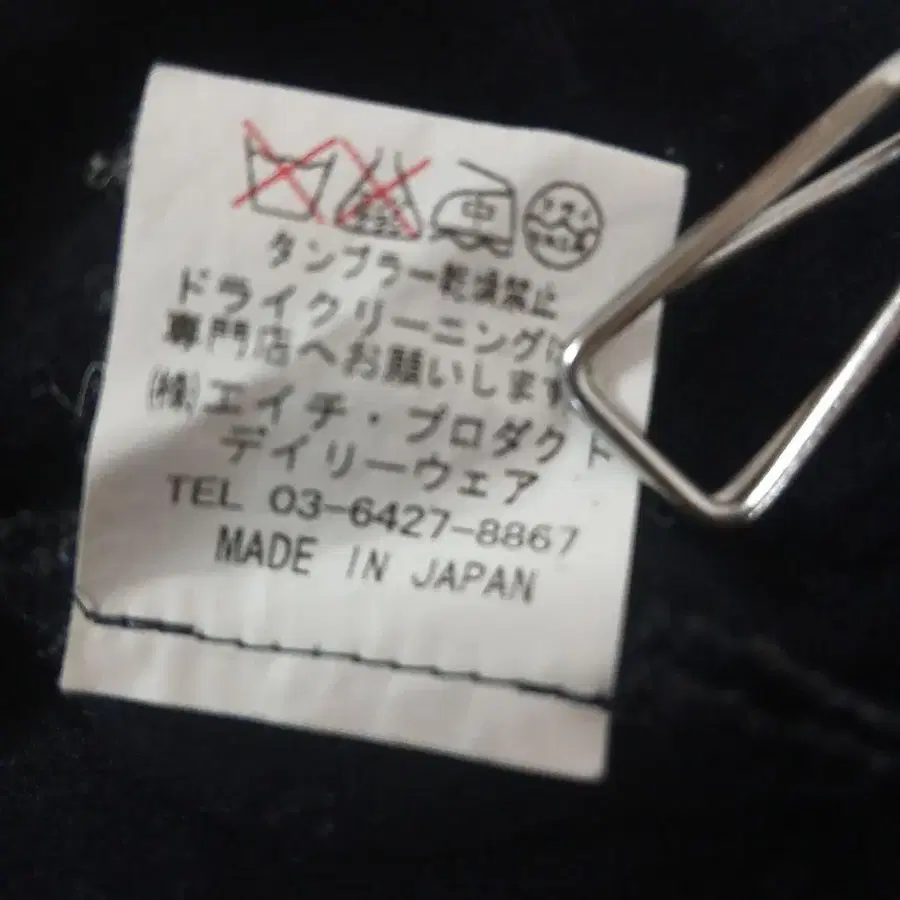 中
タンブラー乾燥禁止
ドライクリーニングは
専門店へお願いします
㈱エイチ・プロダクト
デイリーウェア
TEL 03-6427-8867
MADE IN JAPAN